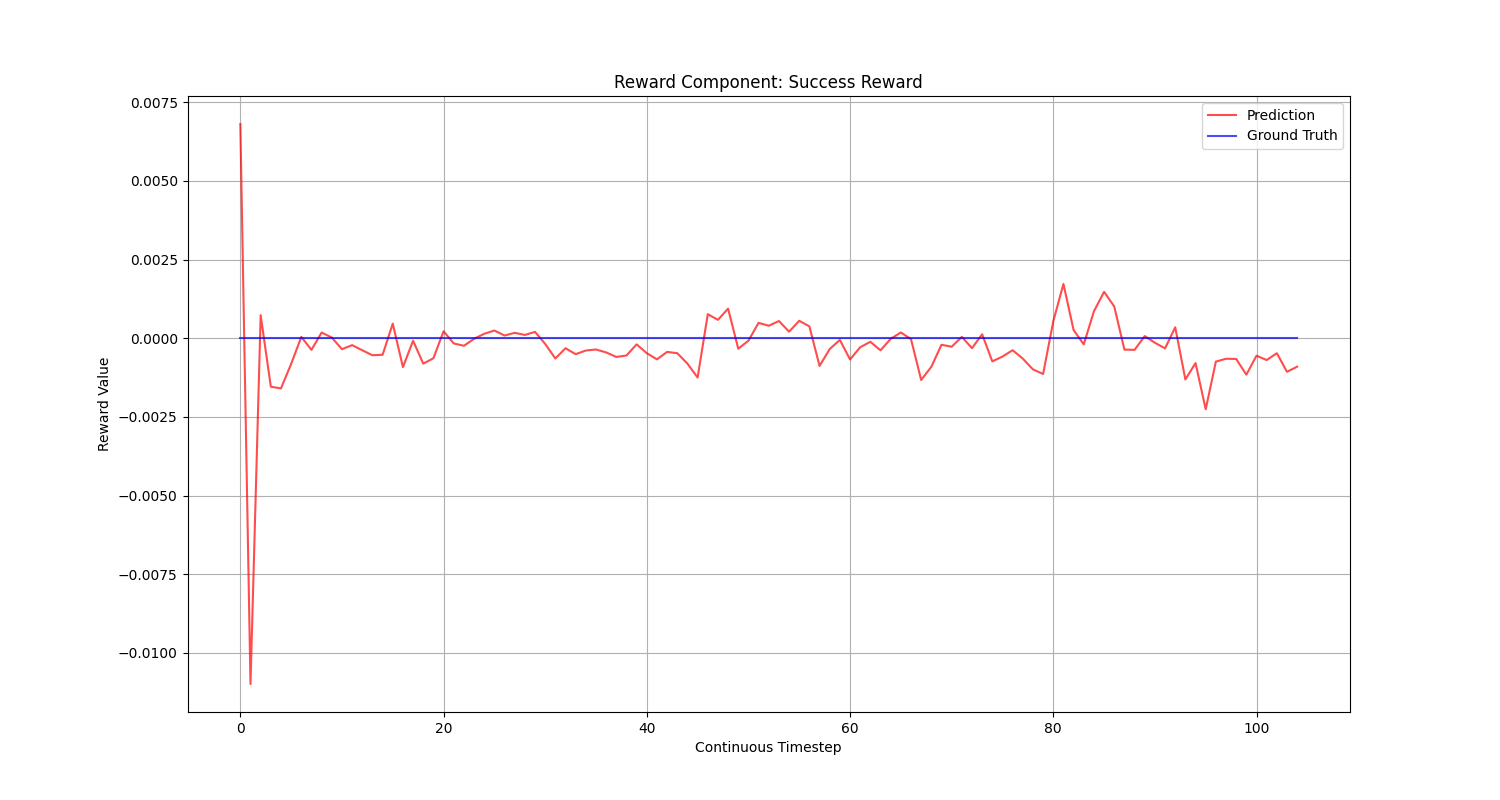 Reward Component: Success Reward
Prediction
Ground Truth
0.0075
0.0050
0.0025
0.0000
−0.0025
−0.0050
−0.0075
−0.0100
Reward Value
0 20 40 60 80 100
Continuous Timestep